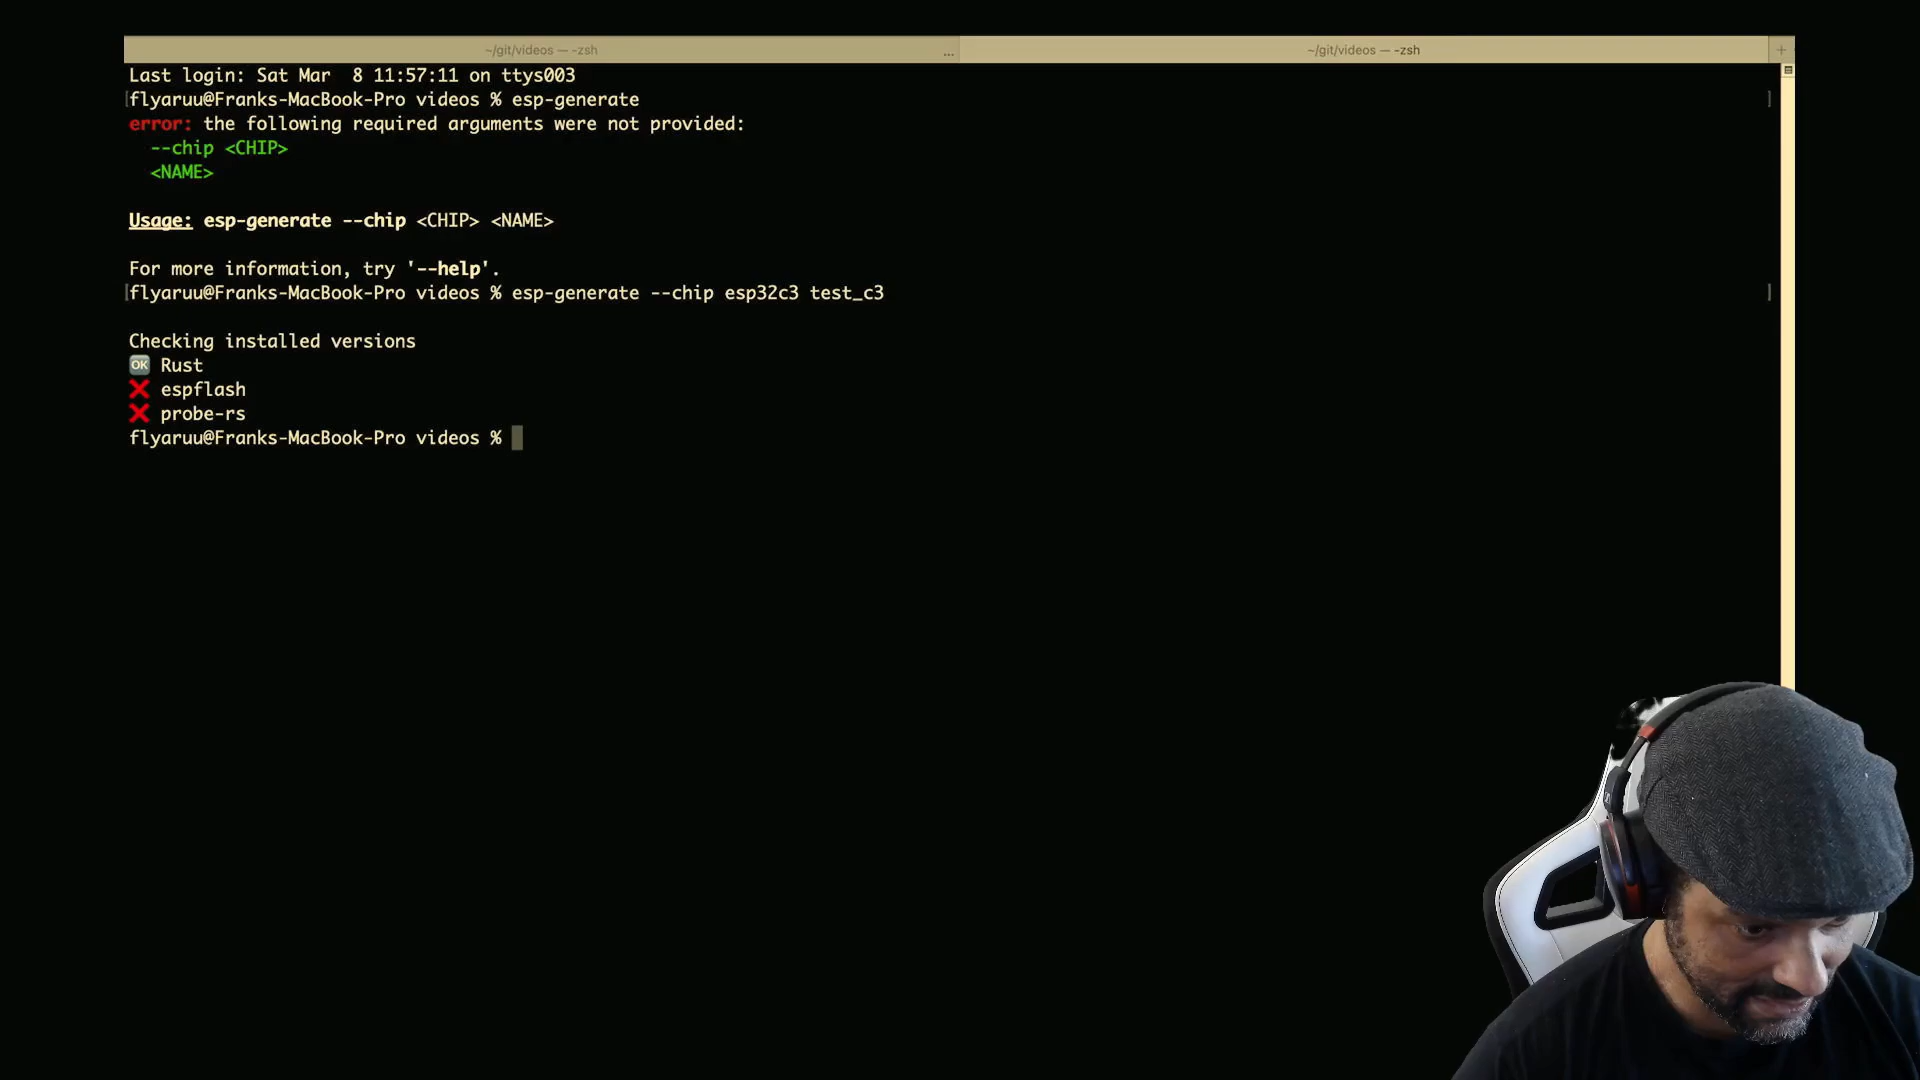 ~/git/videos — -zsh
...
~/git/videos — -zsh
+
Last login: Sat Mar  8 11:57:11 on ttys003
[flyaruu@Franks-MacBook-Pro videos % esp-generate ]
error: the following required arguments were not provided:
  --chip <CHIP>
  <NAME>
Usage: esp-generate --chip <CHIP> <NAME>
For more information, try '--help'.
[flyaruu@Franks-MacBook-Pro videos % esp-generate --chip esp32c3 test_c3 ]
Checking installed versions
🆗 Rust
❌ espflash
❌ probe-rs
flyaruu@Franks-MacBook-Pro videos %